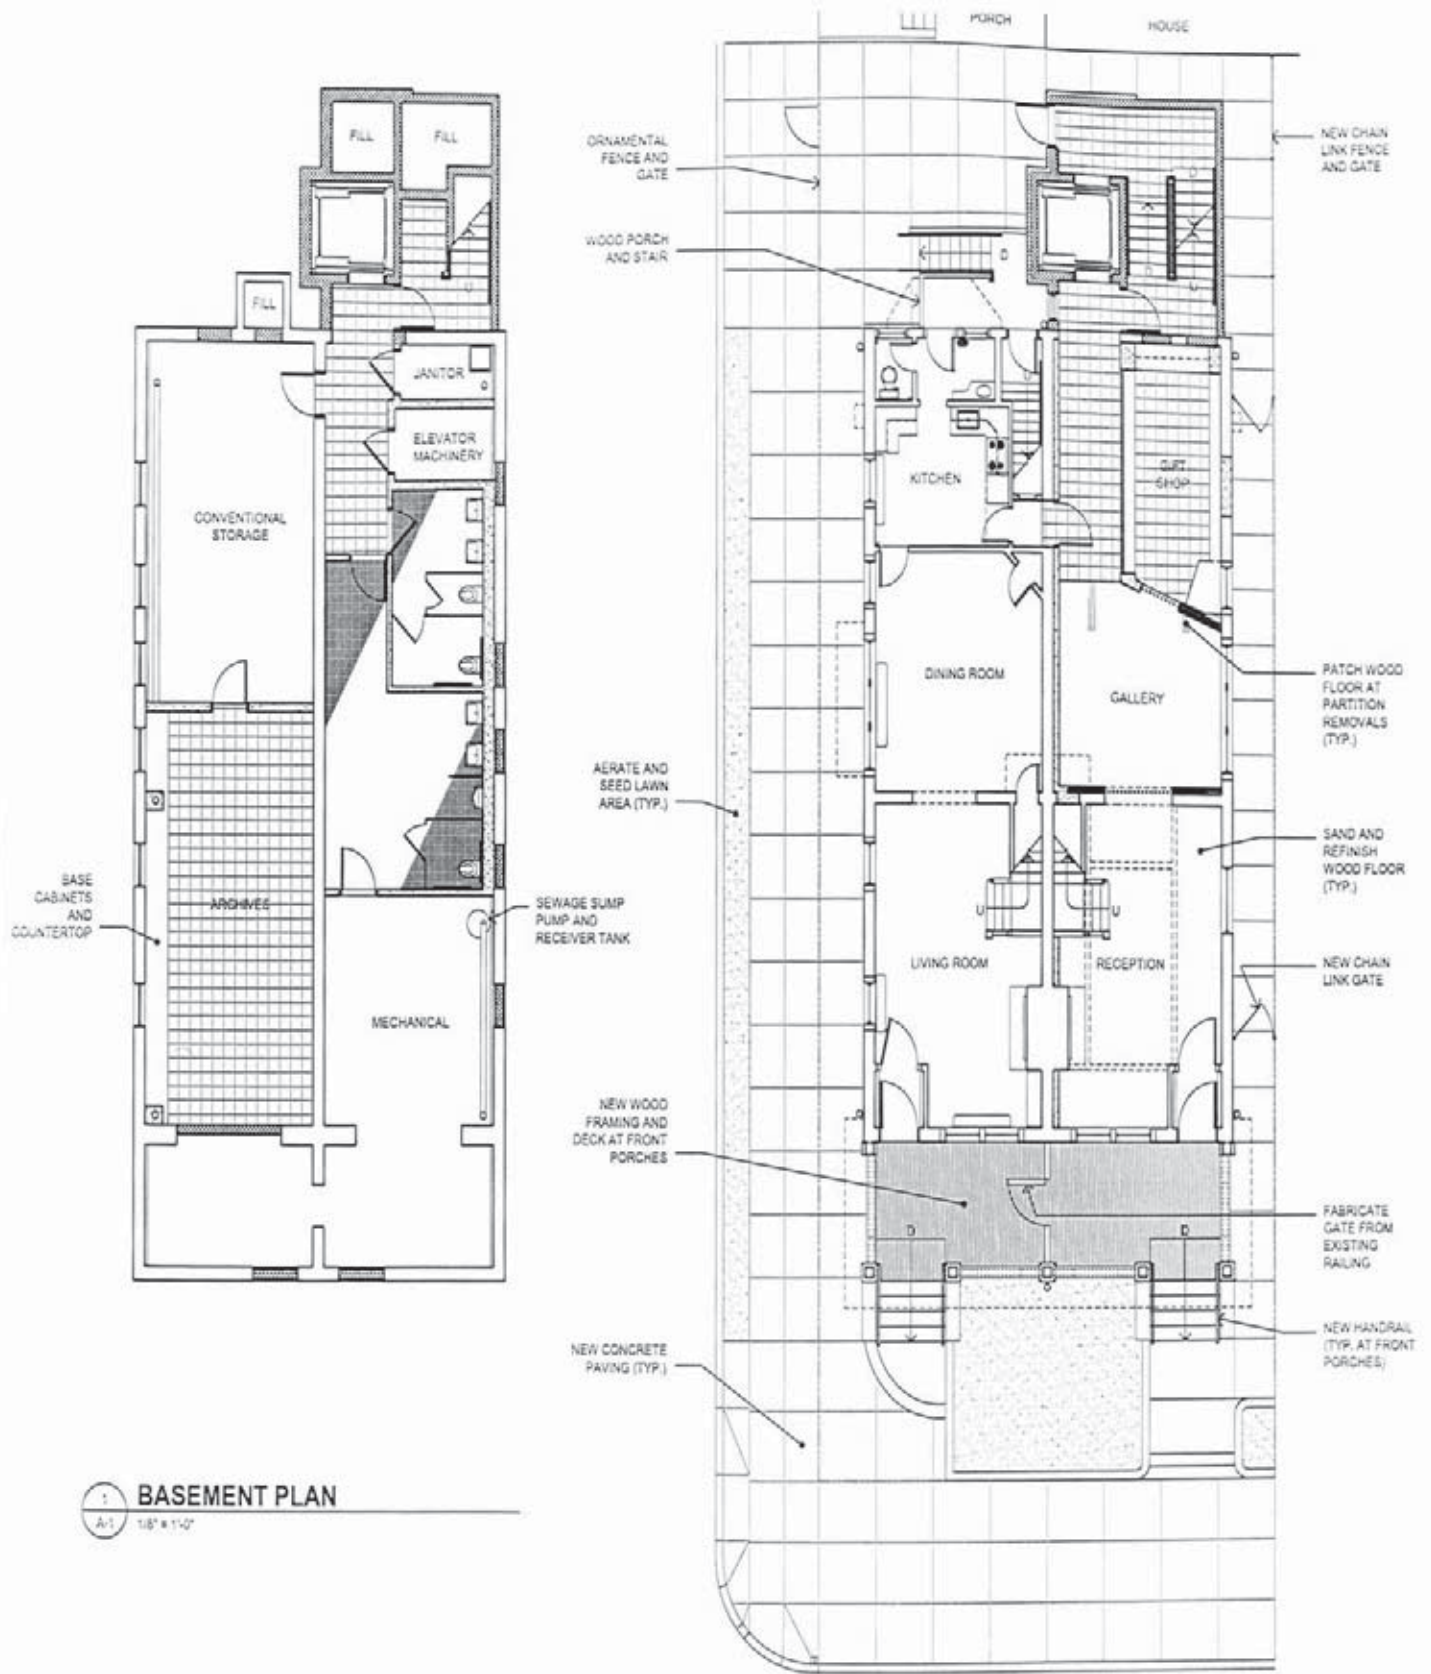 PORCH
HOUSE
FILL
FILL
ORNAMENTAL
FENCE AND
GATE
NEW CHAIN
LINK FENCE
AND GATE
WOOD PORCH
AND STAIR
D
D
U
FILL
JANITOR
ELEVATOR
MACHINERY
CONVENTIONAL
STORAGE
KITCHEN
GIFT
SHOP
DINING ROOM
GALLERY
PATCH WOOD
FLOOR AT
PARTITION
REMOVALS
(TYP.)
AERATE AND
SEED LAWN
AREA (TYP.)
SAND AND
REFINISH
WOOD FLOOR
(TYP.)
BASE
CABINETS
AND
COUNTERTOP
ARCHIVES
SEWAGE SUMP
PUMP AND
RECEIVER TANK
U
U
LIVING ROOM
RECEPTION
NEW CHAIN
LINK GATE
MECHANICAL
NEW WOOD
FRAMING AND
DECK AT FRONT
PORCHES
FABRICATE
GATE FROM
EXISTING
RAILING
D
D
NEW HANDRAIL
(TYP. AT FRONT
PORCHES)
NEW CONCRETE
PAVING (TYP.)
1
A-1
BASEMENT PLAN
1/8" = 1'-0"